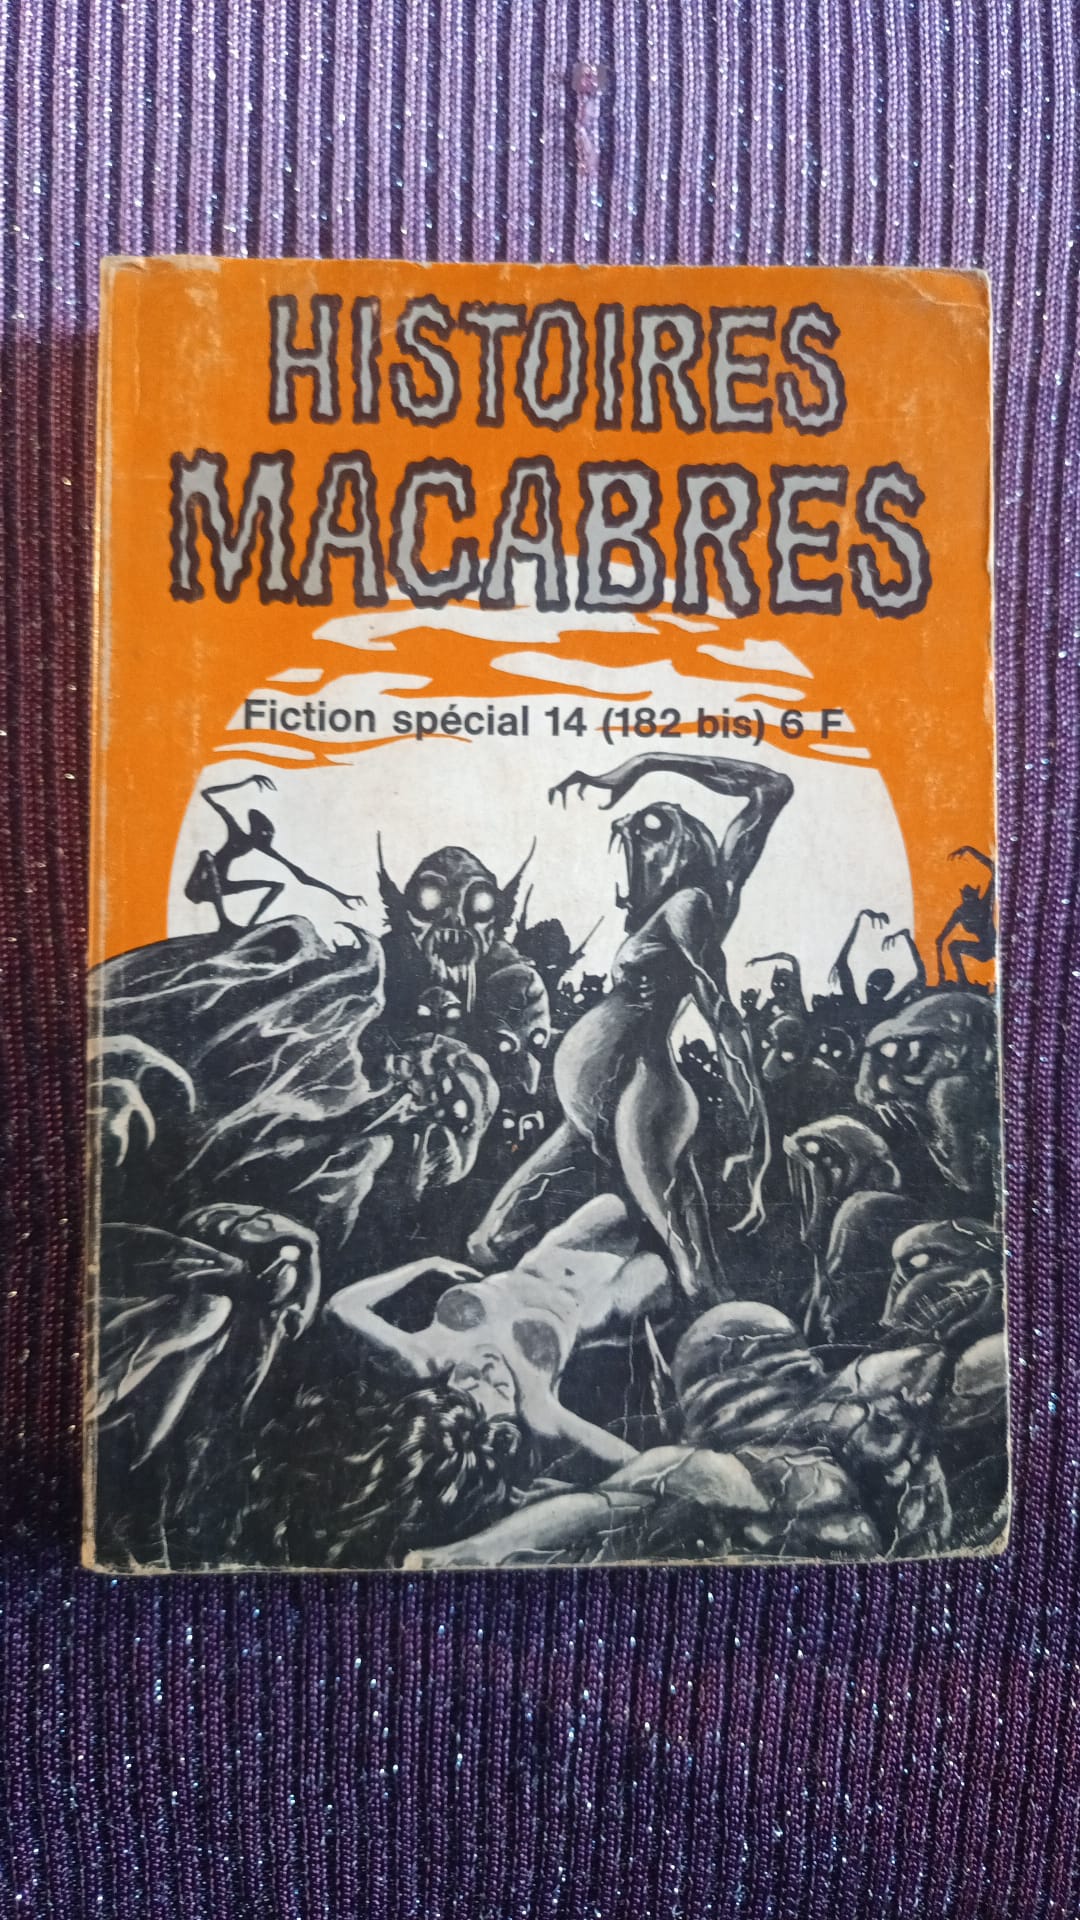 HISTOIRES
MACABRES
Fiction spécial 14 (182 bis) 6 F